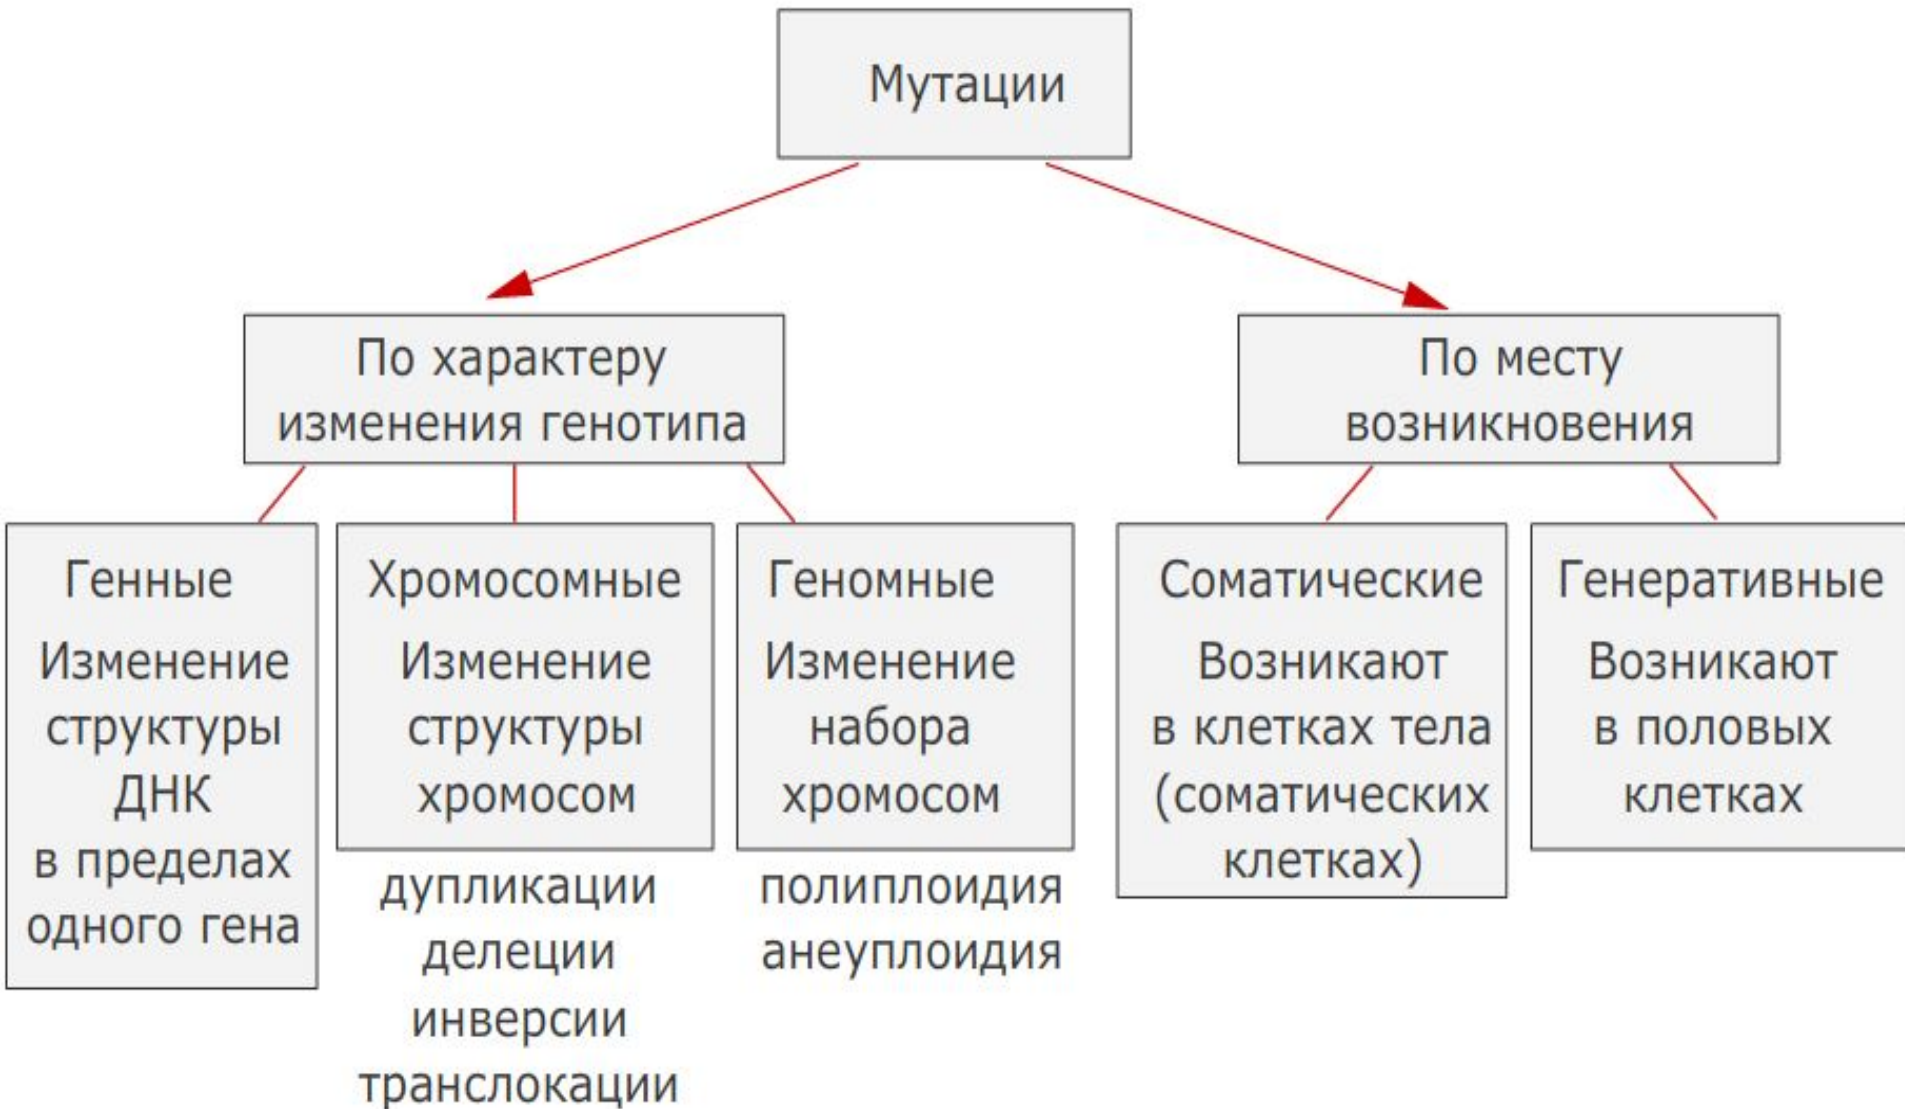 Мутации
По характеру
изменения генотипа
По месту
возникновения
Генные
Изменение
структуры
ДНК
в пределах
одного гена
Хромосомные
Изменение
структуры
хромосом
дупликации
делеции
инверсии
транслокации
Геномные
Изменение
набора
хромосом
полиплоидия
анеуплоидия
Соматические
Возникают
в клетках тела
(соматических
клетках)
Генеративные
Возникают
в половых
клетках